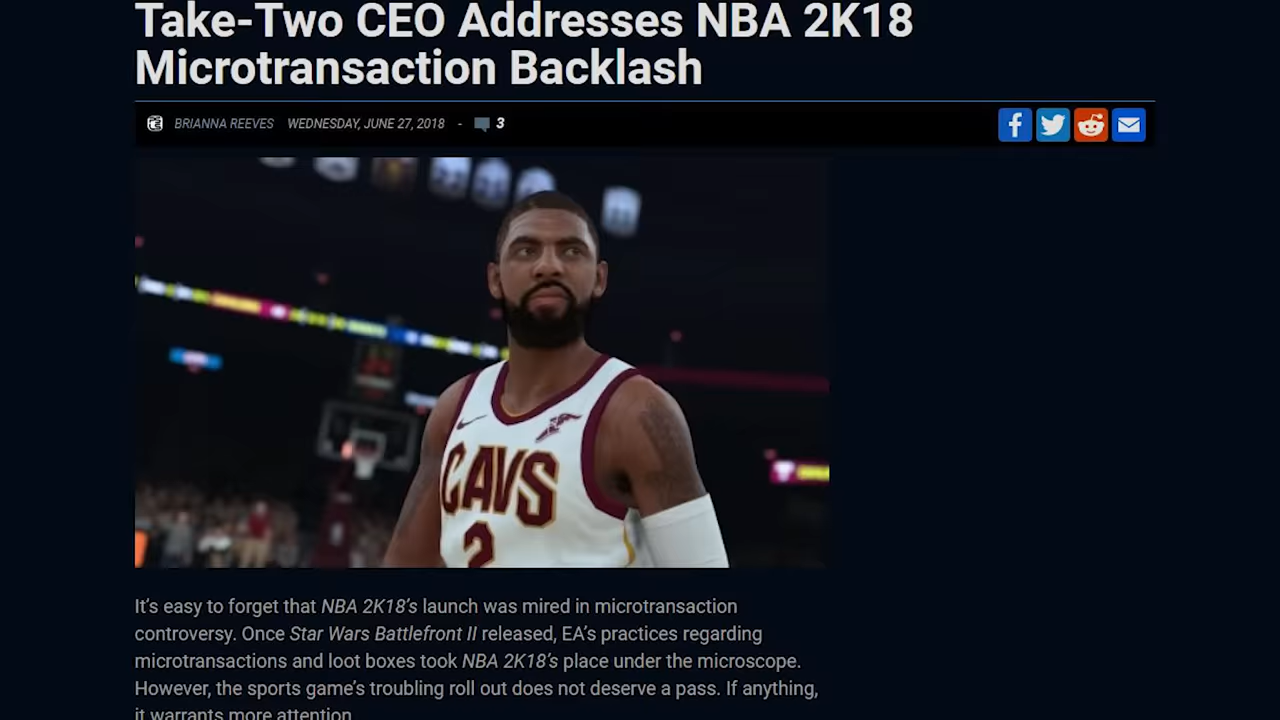 Take-Two CEO Addresses NBA 2K18
Microtransaction Backlash
BRIANNA REEVES WEDNESDAY, JUNE 27, 2018 - 3
CAVS
2
It's easy to forget that NBA 2K18's launch was mired in microtransaction
controversy. Once Star Wars Battlefront II released, EA's practices regarding
microtransactions and loot boxes took NBA 2K18's place under the microscope.
However, the sports game's troubling roll out does not deserve a pass. If anything,
it warrants more attention.